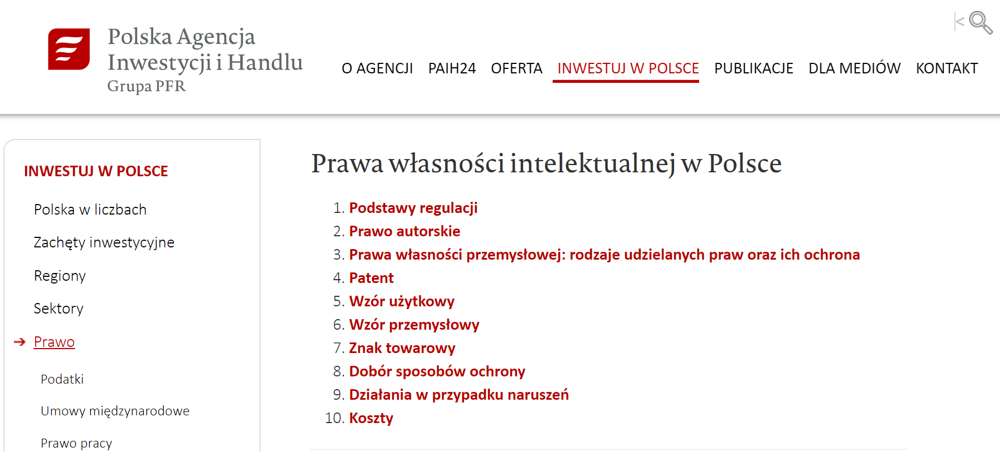 Polska Agencja
Inwestycji i Handlu
Grupa PFR
O AGENCJI PAIH24 OFERTA INWESTUJ W POLSCE PUBLIKACJE DLA MEDIÓW KONTAKT
INWESTUJ W POLSCE
Polska w liczbach
Zachęty inwestycyjne
Regiony
Sektory
Prawo
Podatki
Umowy międzynarodowe
Prawo pracy
Prawa własności intelektualnej w Polsce
1. Podstawy regulacji
2. Prawo autorskie
3. Prawa własności przemysłowej: rodzaje udzielanych praw oraz ich ochrona
4. Patent
5. Wzór użytkowy
6. Wzór przemysłowy
7. Znak towarowy
8. Dobór sposobów ochrony
9. Działania w przypadku naruszeń
10. Koszty